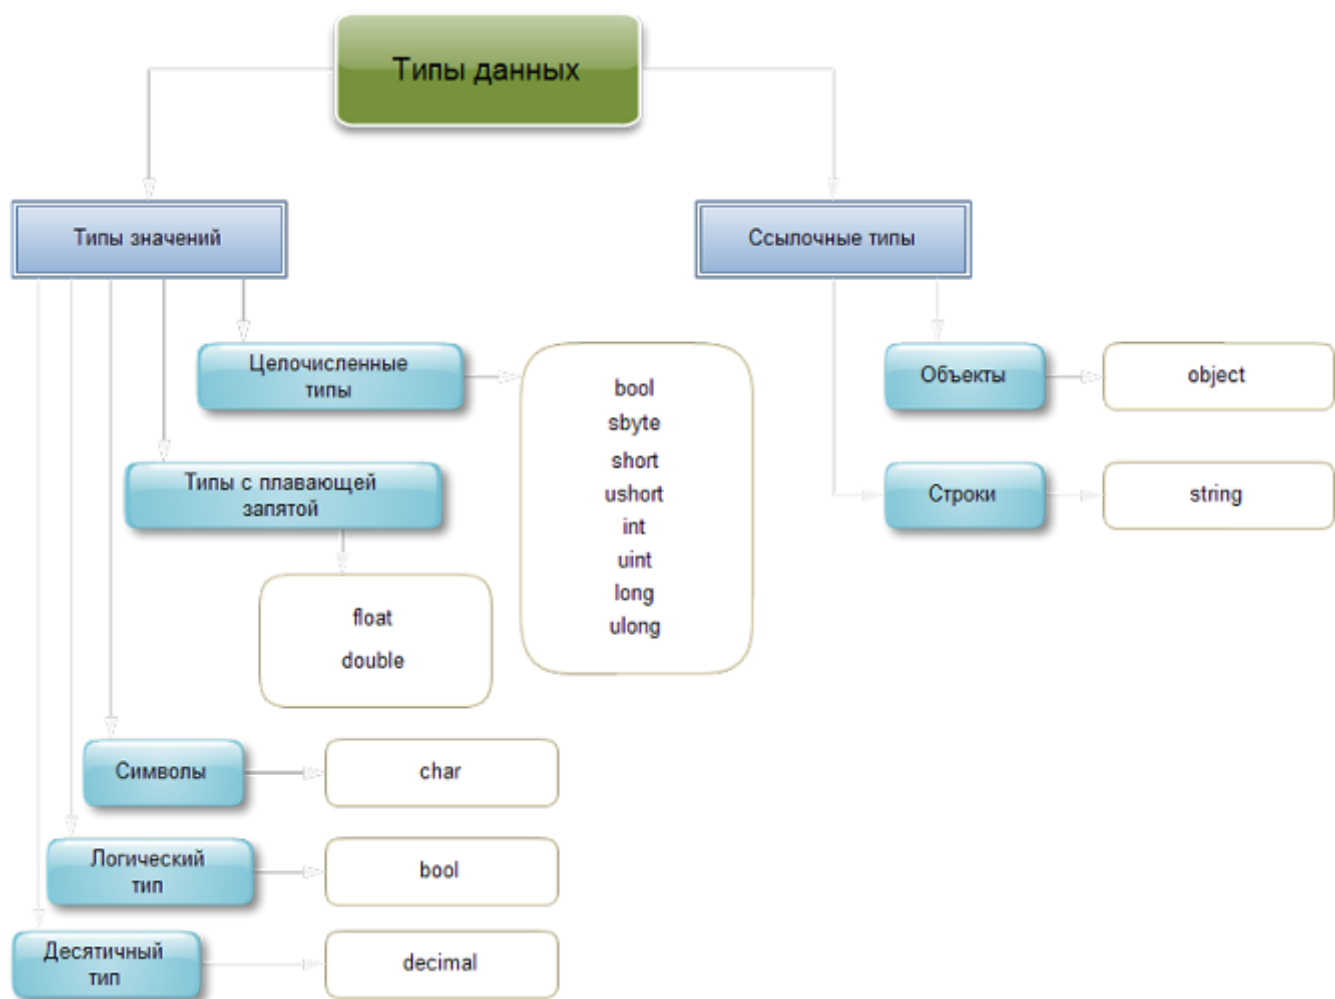 Типы данных
Типы значений
Ссылочные типы
Целочисленные
типы
bool
sbyte
short
ushort
int
uint
long
ulong
Объекты
object
Типы с плавающей
запятой
Строки
string
float
double
Символы
char
Логический
тип
bool
Десятичный
тип
decimal